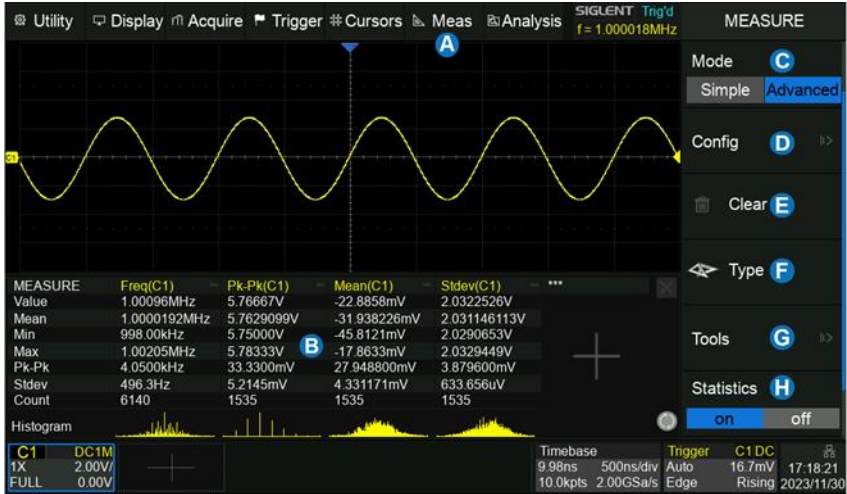 Utility Display Acquire Trigger Cursors Meas Analysis SIGLENT Trig'd
f = 1.000018MHz
MEASURE
A
Mode C
Simple Advanced
Config D
Clear E
Type F
Tools G
Statistics H
on off
C1
MEASURE Freq(C1) Pk-Pk(C1) Mean(C1) Stdev(C1) •••
Value 1.00096MHz 5.76667V -22.8858mV 2.0322526V
Mean 1.0000192MHz 5.7629099V -31.938226mV 2.031146113V
Min 998.00kHz 5.75000V -45.8121mV 2.0290653V
B
Max 1.00205MHz 5.78333V -17.8633mV 2.0329449V
Pk-Pk 4.0500kHz 33.3300mV 27.948800mV 3.879600mV
Stdev 496.3Hz 5.2145mV 4.331171mV 633.656uV
Count 6140 1535 1535 1535
Histogram
C1 DC1M
1X 2.00V/
FULL 0.00V
Timebase
9.98ns 500ns/div
10.0kpts 2.00GSa/s
Trigger C1 DC
Auto 16.7mV
Edge Rising
17:18:21
2023/11/30